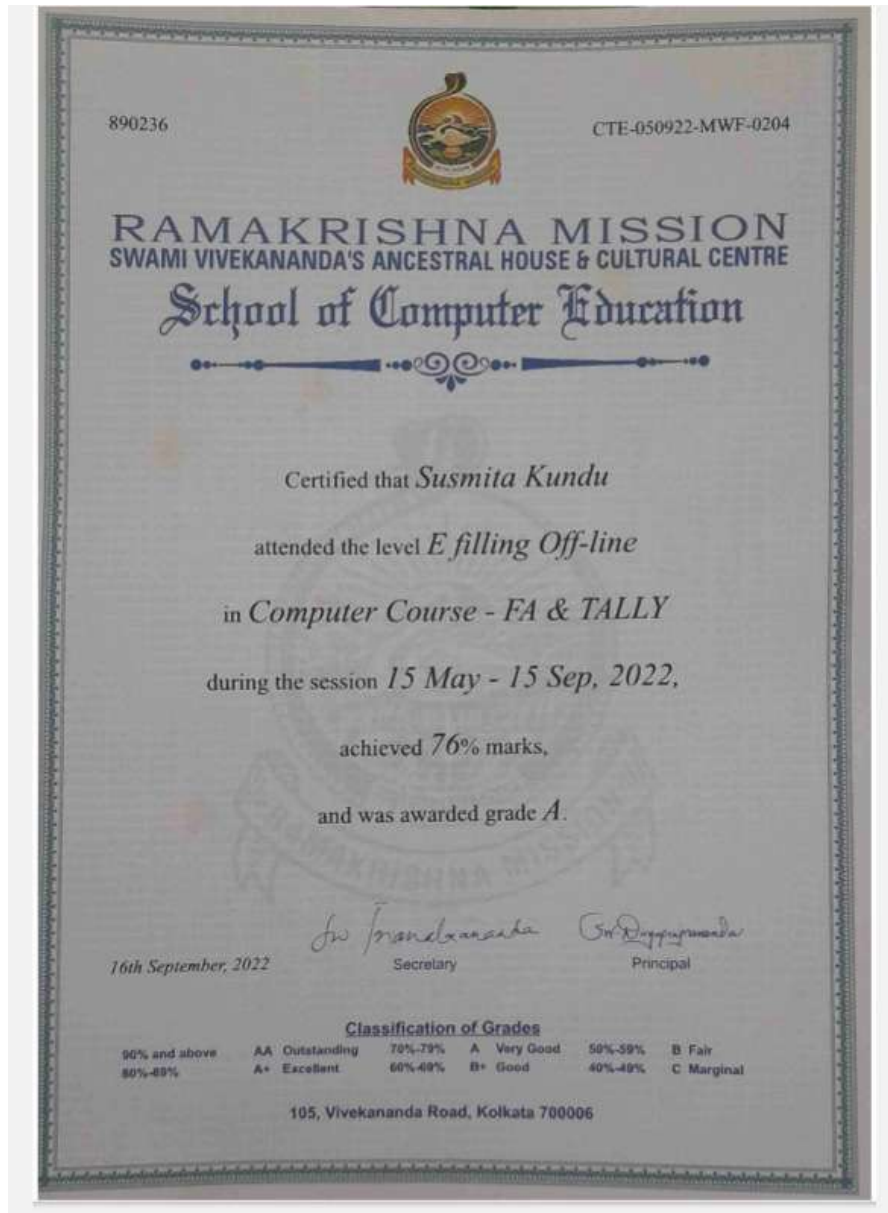 890236
CTE-050922-MWF-0204
RAMAKRISHNA MISSION
SWAMI VIVEKANANDA'S ANCESTRAL HOUSE & CULTURAL CENTRE
School of Computer Education
Certified that Susmita Kundu
attended the level E filling Off-line
in Computer Course - FA & TALLY
during the session 15 May - 15 Sep, 2022,
achieved 76% marks,
and was awarded grade A.
RAMAKRISHNA MISSION
16th September, 2022
Secretary
Principal
Classification of Grades
90% and above AA Outstanding 70%-79% A Very Good 50%-59% B Fair
80%-89% A+ Excellent 60%-69% B+ Good 40%-49% C Marginal
105, Vivekananda Road, Kolkata 700006